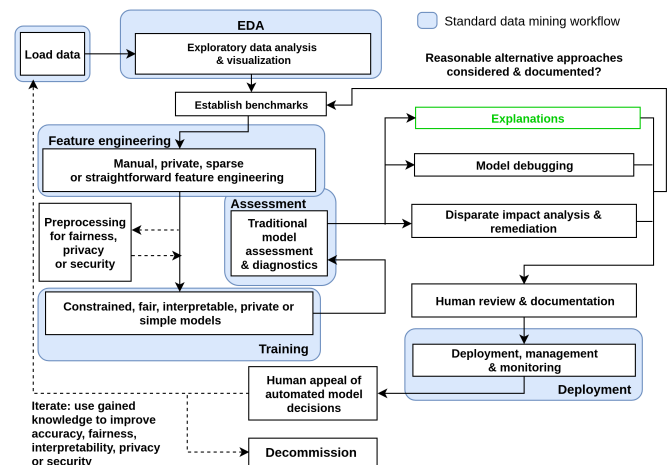 EDA
Standard data mining workflow
Load data
Exploratory data analysis
& visualization
Reasonable alternative approaches
considered & documented?
Establish benchmarks
Explanations
Feature engineering
Manual, private, sparse
or straightforward feature engineering
Model debugging
Assessment
Traditional
model
assessment
& diagnostics
Disparate impact analysis &
remediation
Preprocessing
for fairness,
privacy
or security
Constrained, fair, interpretable, private or
simple models
Training
Human review & documentation
Deployment, management
& monitoring
Deployment
Human appeal of
automated model
decisions
Iterate: use gained
knowledge to improve
accuracy, fairness,
interpretability, privacy
or security
Decommission